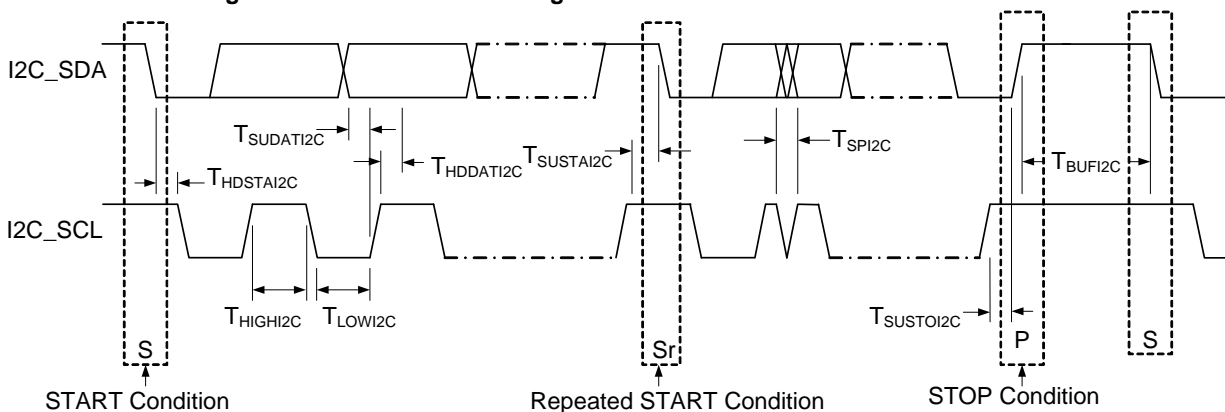 I2C_SDA
TSUDATI2C
THDDATI2C
TSUSTAI2C
TSPI2C
TBUFI2C
THDSTAI2C
I2C_SCL
THIGHI2C
TLOWI2C
TSUSTOI2C
S
Sr
P
S
START Condition
Repeated START Condition
STOP Condition